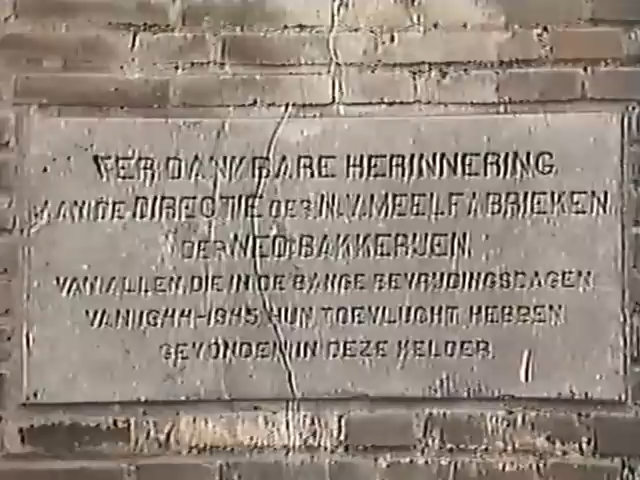 TER DANKBARE HERINNERING
AAN DE DIRECTIE DER N.V. MEELFABRIEKEN
DER NED. BAKKERIJEN
VAN ALLEN, DIE IN DE BANGE BEVRIJDINGSDAGEN
VAN 1944-1945 HUN TOEVLUCHT HEBBEN
GEVONDEN IN DEZE KELDER